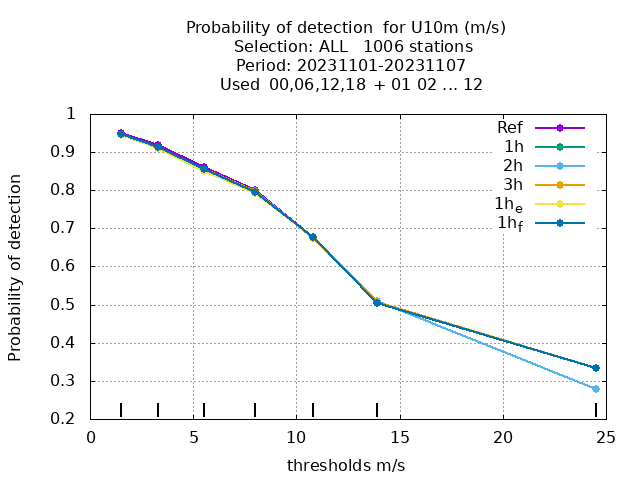 Probability of detection  for U10m (m/s)
Selection: ALL   1006 stations
Period: 20231101-20231107
Used  00,06,12,18  + 01 02 ... 12
Probability of detection
1
0.9
0.8
0.7
0.6
0.5
0.4
0.3
0.2
Ref
1h
2h
3h
1he
1hf
0 5 10 15 20 25
thresholds m/s